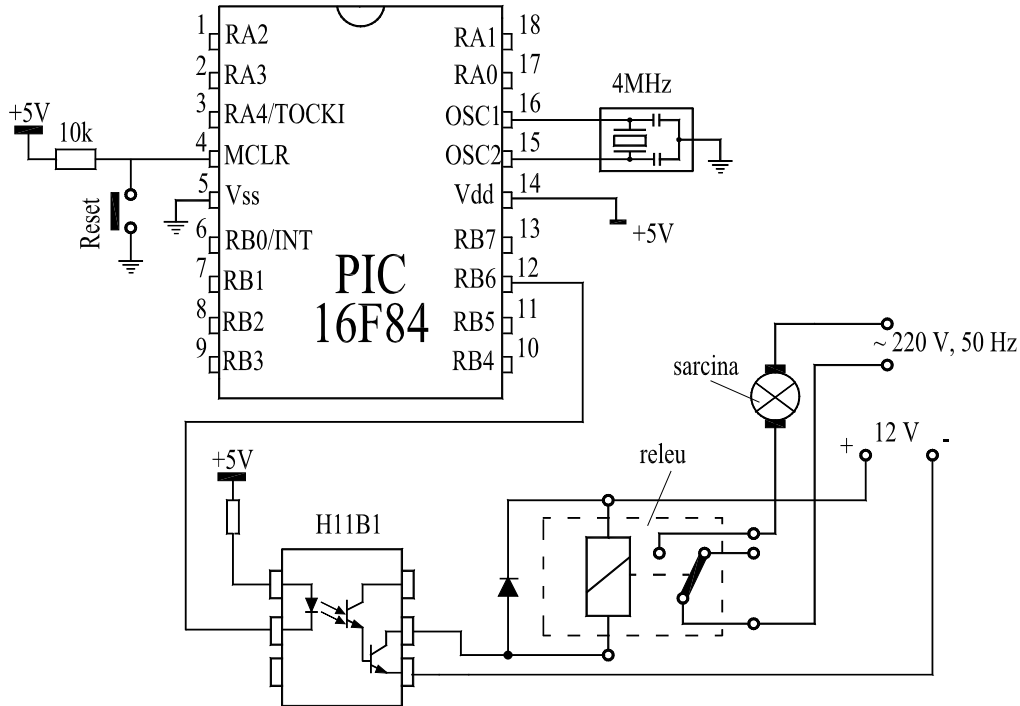 1 RA2
2 RA3
3 RA4/TOCKI
4 MCLR
5 Vss
6 RB0/INT
7 RB1
8 RB2
9 RB3
RA1 18
RA0 17
OSC1 16
OSC2 15
Vdd 14
RB7 13
RB6 12
RB5 11
RB4 10
PIC
16F84
+5V
10k
Reset
4MHz
+5V
~ 220 V, 50 Hz
sarcina
+ 12 V -
releu
+5V
H11B1